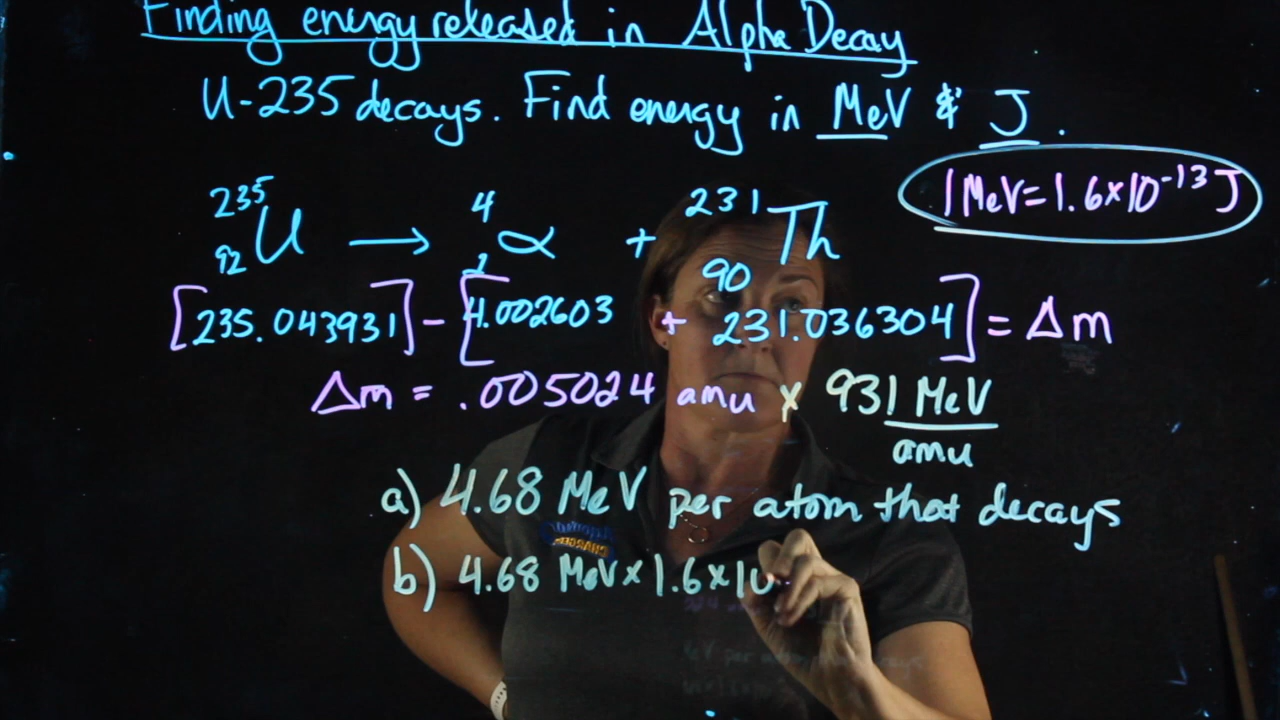 Finding energy released in Alpha Decay
U-235 decays. Find energy in MeV & J.
1 MeV = 1.6×10⁻¹³ J
²³⁵₉₂U → ⁴₂α + ²³¹₉₀Th
[235.043931] - [4.002603 + 231.036304] = Δm
Δm = .005024 amu × 931 MeV/amu
a) 4.68 MeV per atom that decays
b) 4.68 MeV × 1.6 × 10